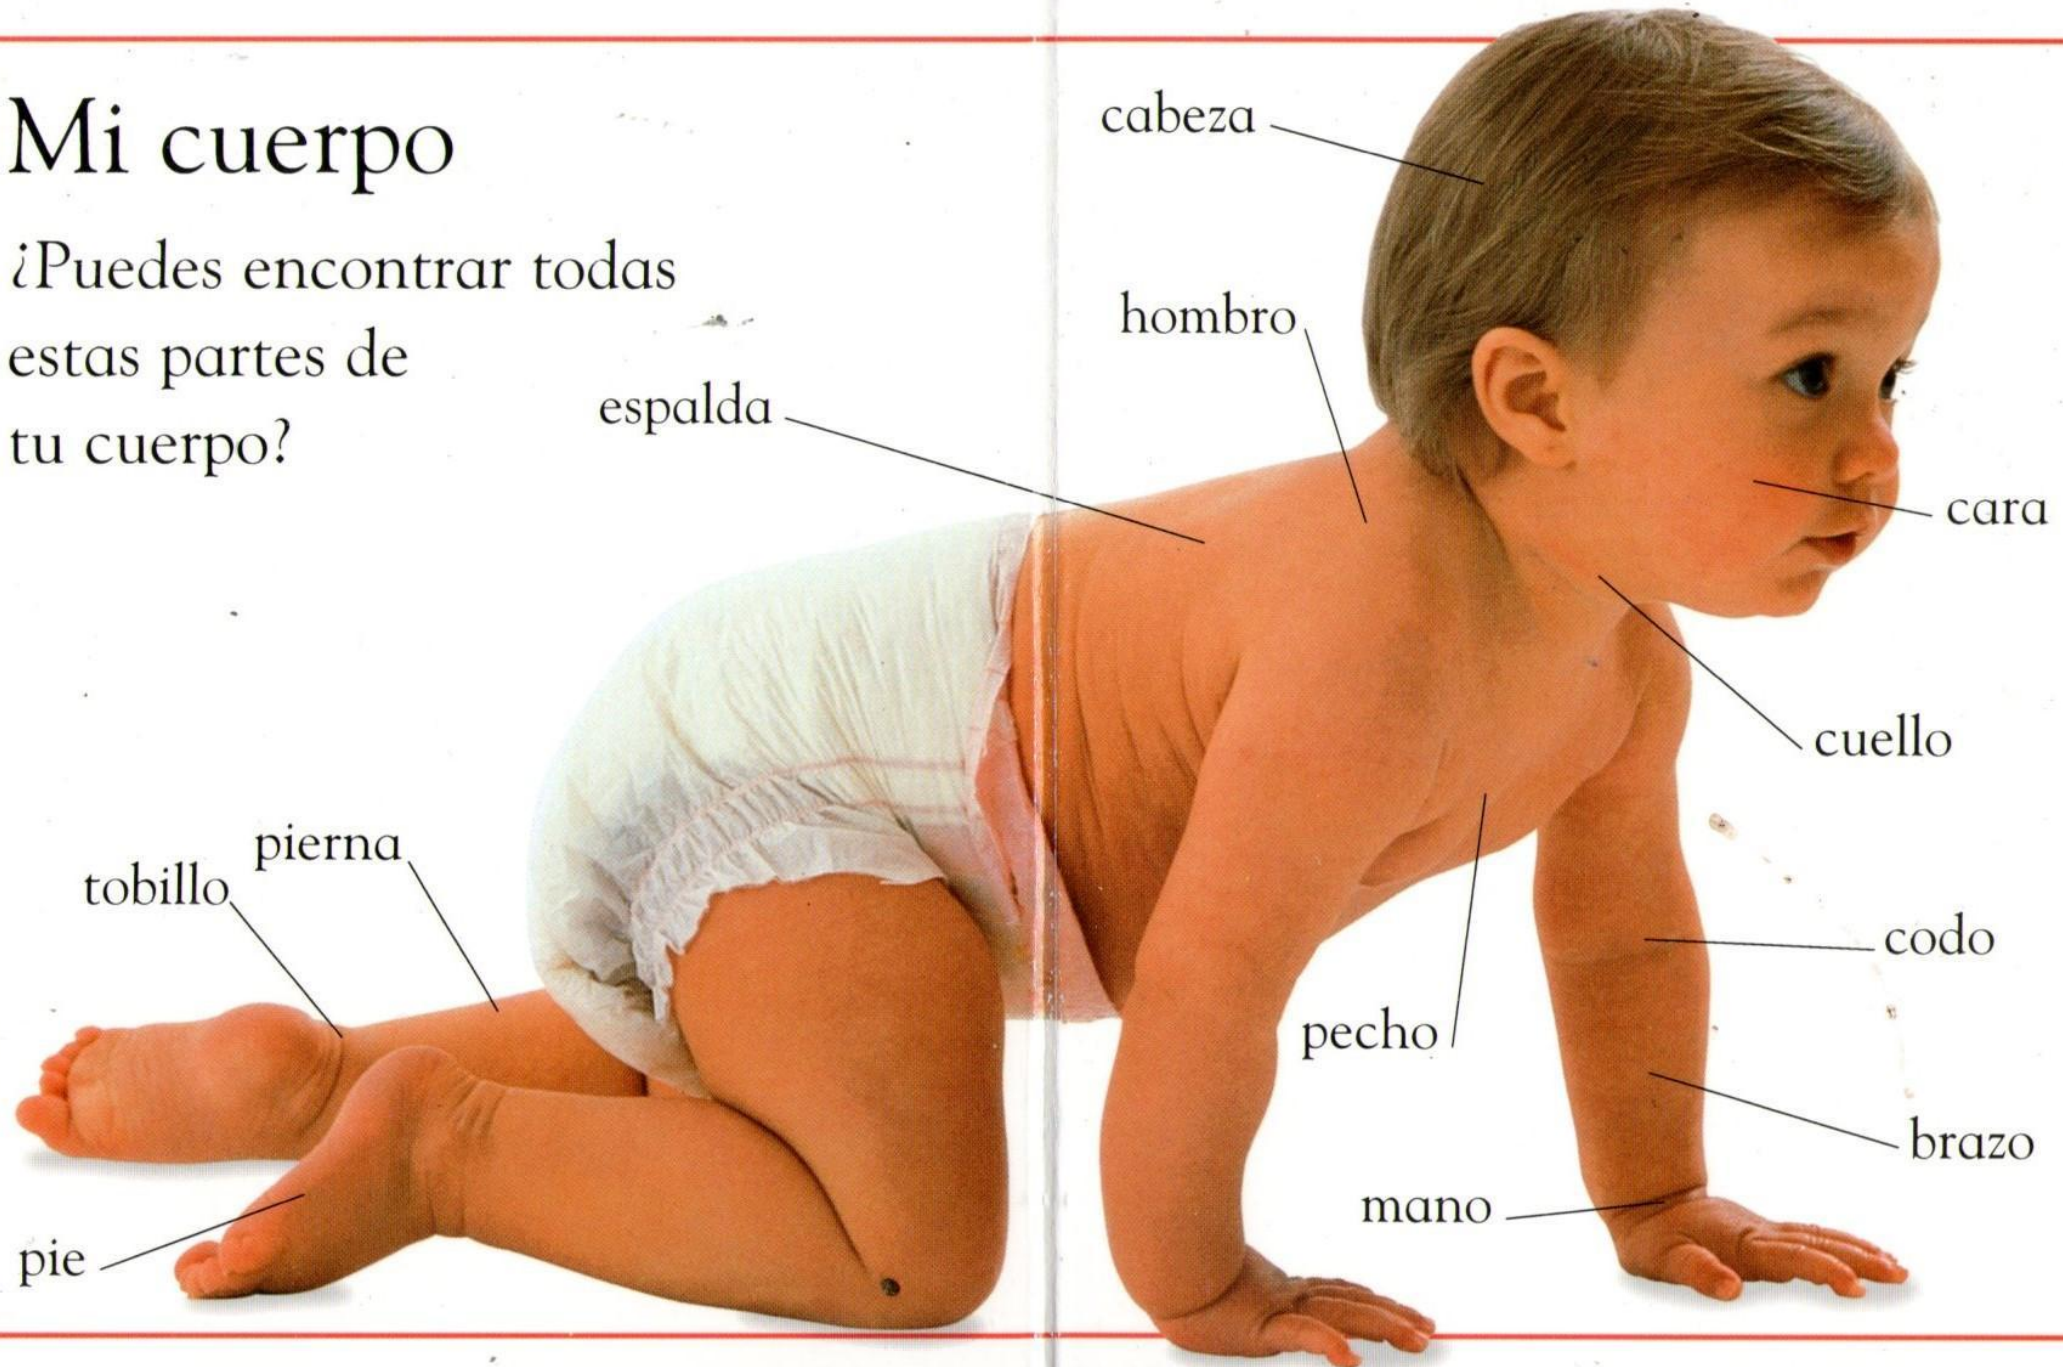 Mi cuerpo
¿Puedes encontrar todas
estas partes de
tu cuerpo?
cabeza
hombro
espalda
cara
cuello
pierna
tobillo
codo
pecho
brazo
mano
pie